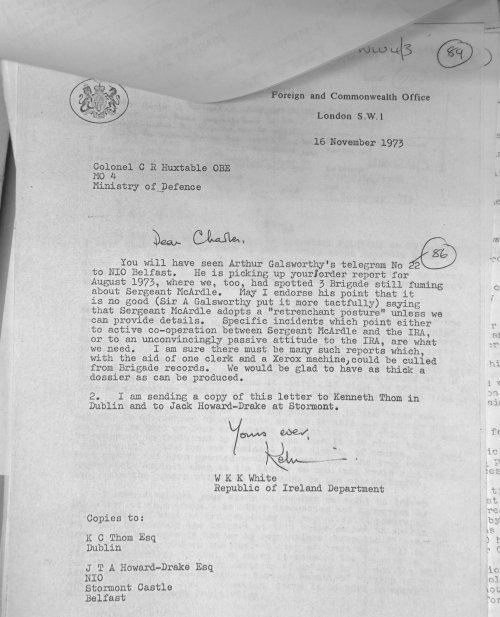 WW 4/3 (89)
Foreign and Commonwealth Office
London S.W.1
16 November 1973
Colonel C R Huxtable OBE
MO 4
Ministry of Defence
Dear Charles,
(86)
You will have seen Arthur Galsworthy's telegram No 22
to NIO Belfast. He is picking up your/order report for
August 1973, where we, too, had spotted 3 Brigade still fuming
about Sergeant McArdle. May I endorse his point that it
is no good (Sir A Galsworthy put it more tactfully) saying
that Sergeant McArdle adopts a "retrenchant posture" unless we
can provide details. Specific incidents which point either
to active co-operation between Sergeant McArdle and the IRA,
or to an unconvincingly passive attitude to the IRA, are what
we need. I am sure there must be many such reports which,
with the aid of one clerk and a Xerox machine, could be culled
from Brigade records. We would be glad to have as thick a
dossier as can be produced.
2. I am sending a copy of this letter to Kenneth Thom in
Dublin and to Jack Howard-Drake at Stormont.
Yours ever,
W K K White
Republic of Ireland Department
Copies to:
K C Thom Esq
Dublin
J T A Howard-Drake Esq
NIO
Stormont Castle
Belfast